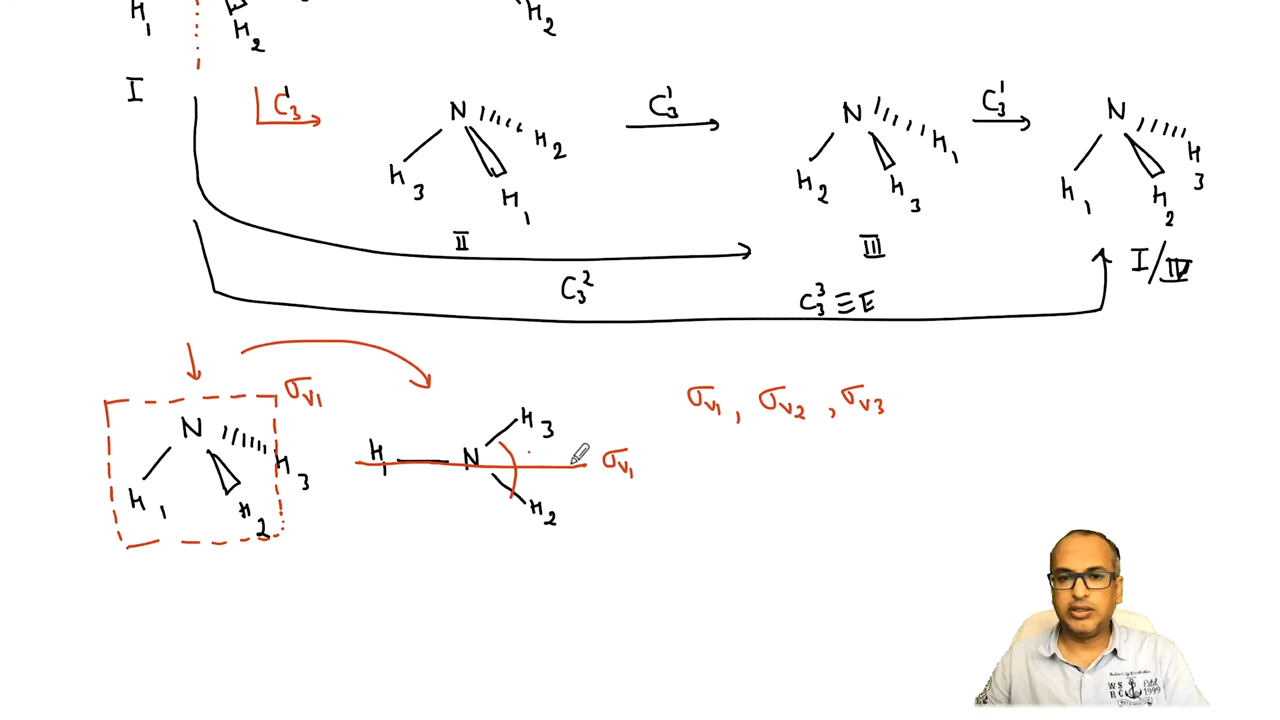 H₁ H₂ H₂
I
C₃¹ N H₂ H₃ H₁ C₃¹ N H₁ H₂ H₃ C₃¹ N H₃ H₁ H₂
II III I/IV
C₃²
C₃³ ≡ E
σv₁ σv₁, σv₂, σv₃
N H₃ H₁ H₂ H₁ N H₃ H₂ σv₁
W S
R C
1999